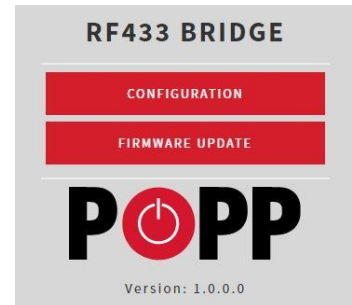 RF433 BRIDGE
CONFIGURATION
FIRMWARE UPDATE
POPP
Version: 1.0.0.0